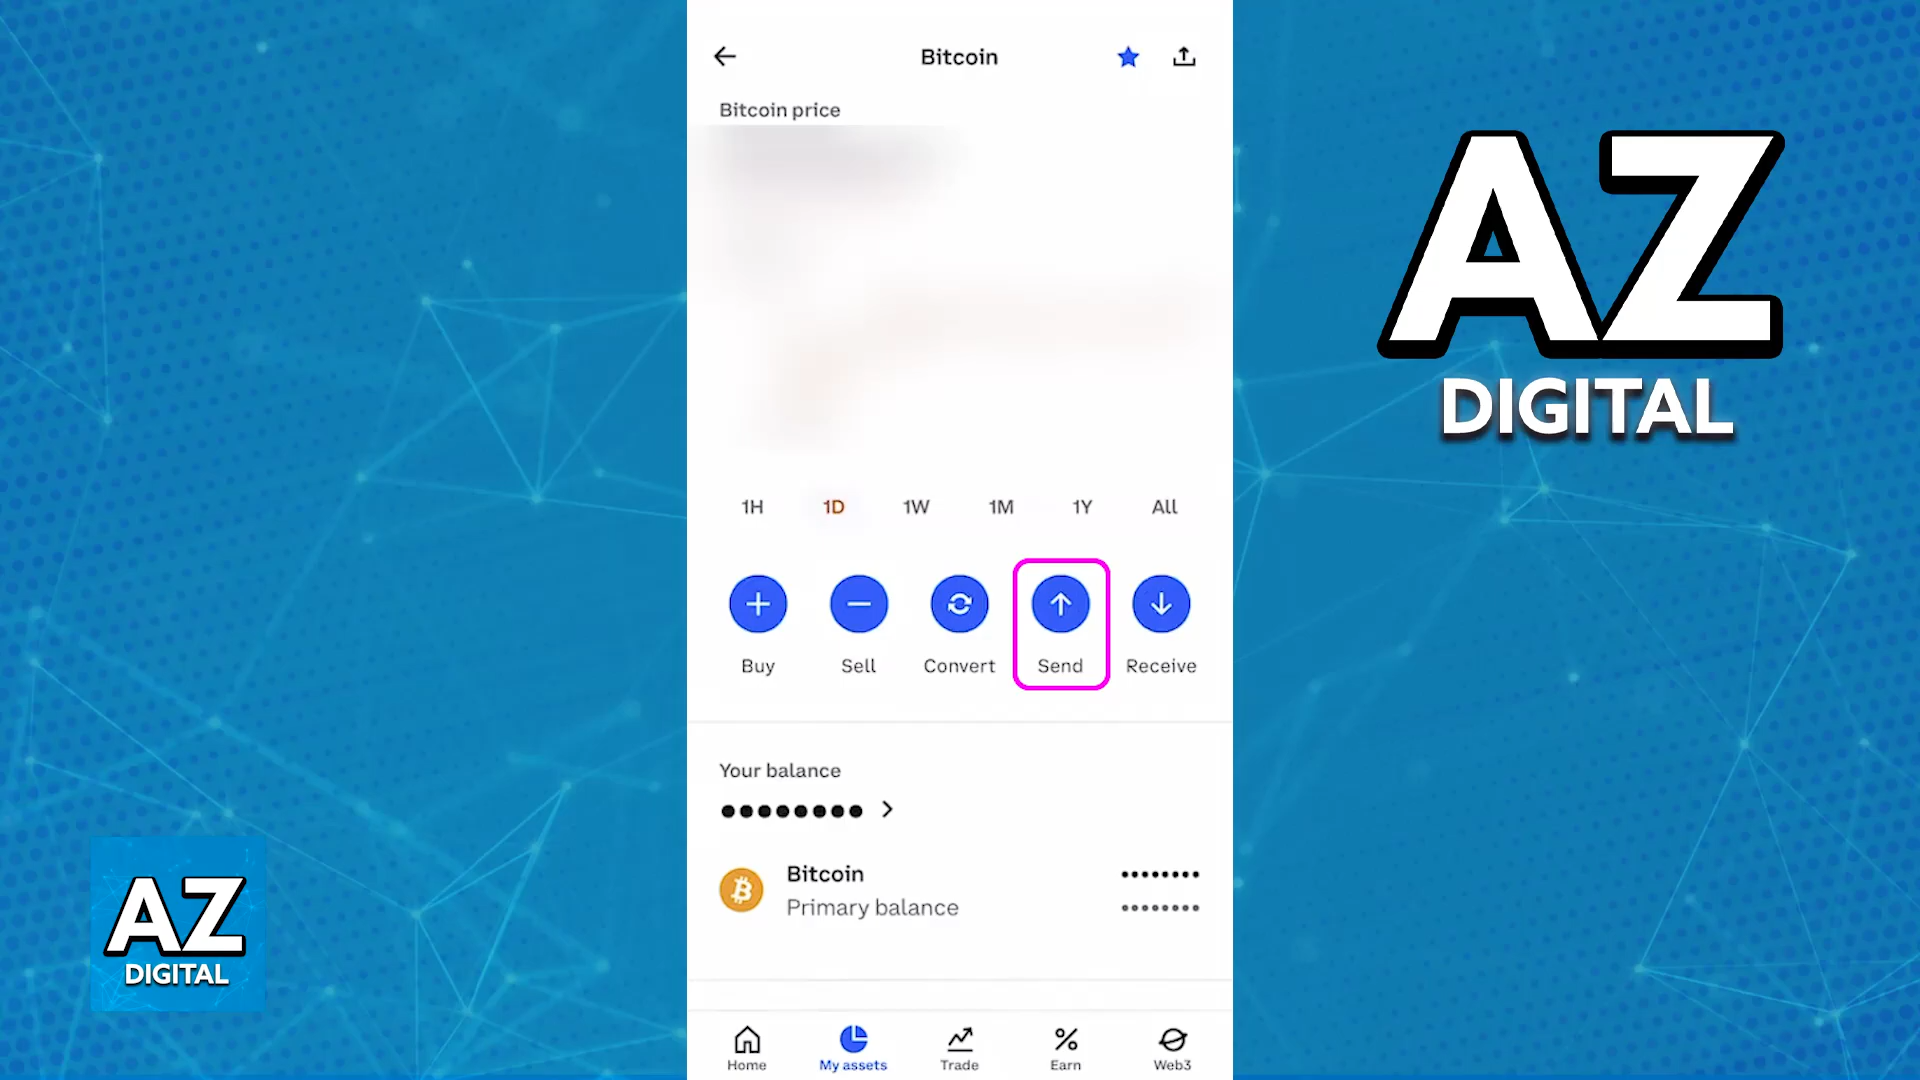 Bitcoin
Bitcoin price
1H 1D 1W 1M 1Y All
Buy Sell Convert Send Receive
Your balance
Bitcoin
Primary balance
Home My assets Trade Earn Web3
AZ
DIGITAL
AZ
DIGITAL